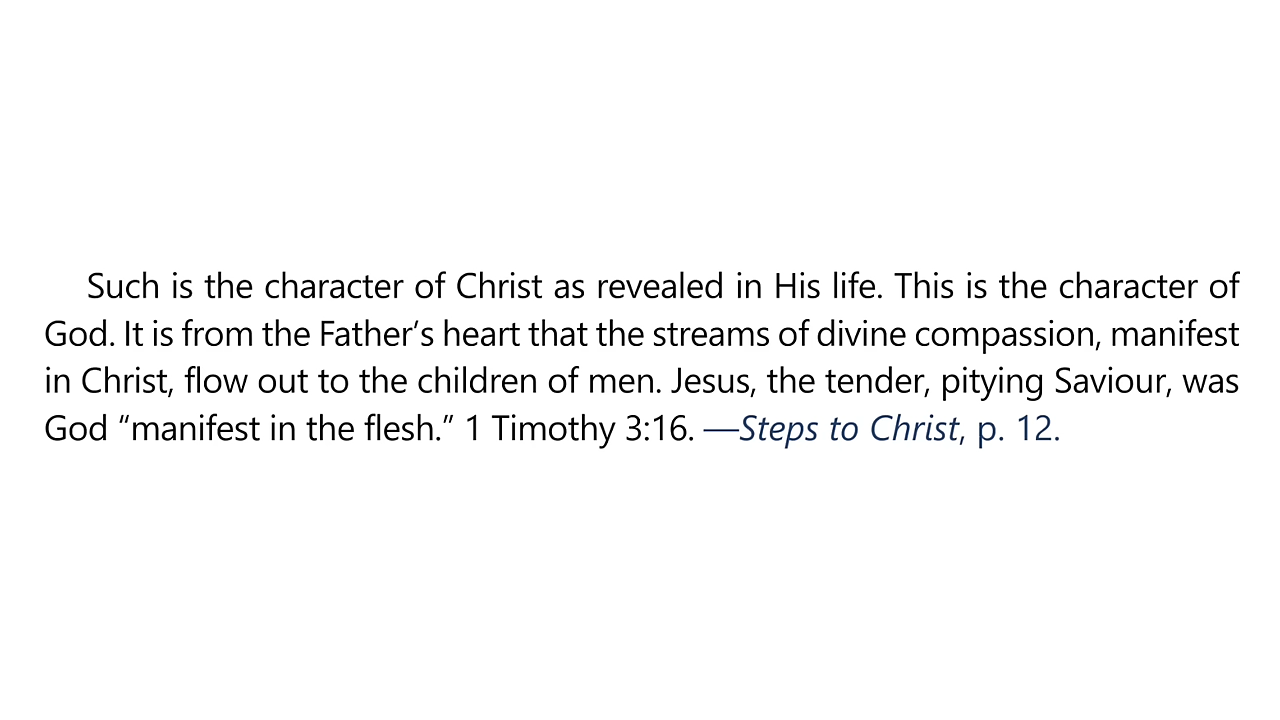 Such is the character of Christ as revealed in His life. This is the character of
God. It is from the Father’s heart that the streams of divine compassion, manifest
in Christ, flow out to the children of men. Jesus, the tender, pitying Saviour, was
God “manifest in the flesh.” 1 Timothy 3:16. —Steps to Christ, p. 12.